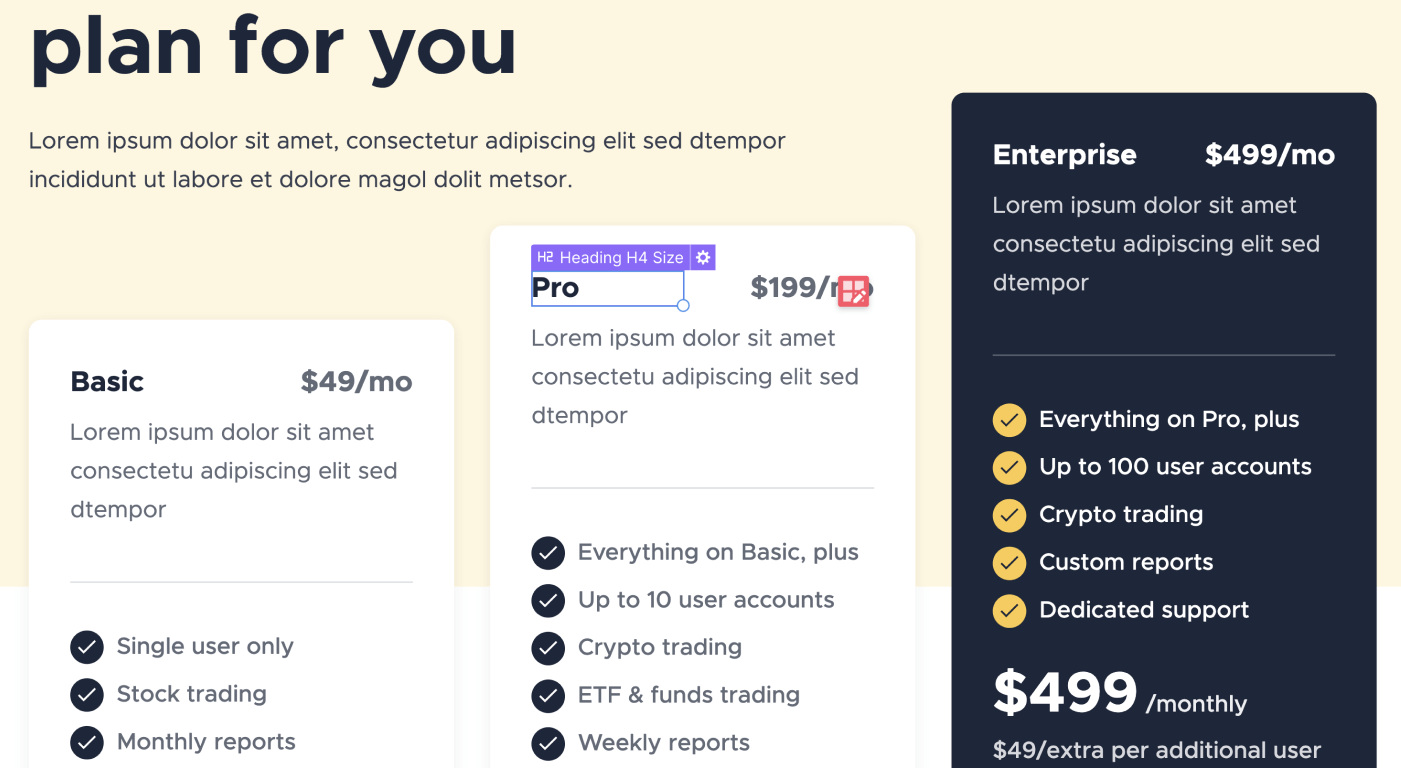 plan for you
Lorem ipsum dolor sit amet, consectetur adipiscing elit sed dtempor
incididunt ut labore et dolore magol dolit metsor.
Basic $49/mo
Lorem ipsum dolor sit amet
consectetu adipiscing elit sed
dtempor
Single user only
Stock trading
Monthly reports
H2 Heading H4 Size
Pro
Lorem ipsum dolor sit amet
consectetu adipiscing elit sed
dtempor
Everything on Basic, plus
Up to 10 user accounts
Crypto trading
ETF & funds trading
Weekly reports
Enterprise $499/mo
Lorem ipsum dolor sit amet
consectetu adipiscing elit sed
dtempor
Everything on Pro, plus
Up to 100 user accounts
Crypto trading
Custom reports
Dedicated support
$499 /monthly
$49/extra per additional user